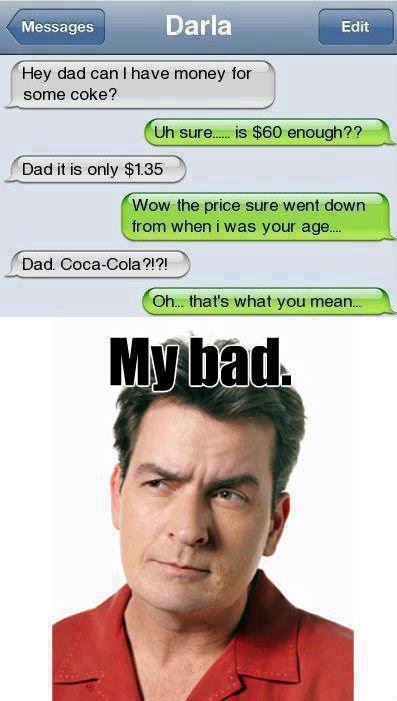 Messages
Darla
Edit
Hey dad can I have money for
some coke?
Uh sure...... is $60 enough??
Dad it is only $1.35
Wow the price sure went down
from when i was your age....
Dad. Coca-Cola?!?!
Oh... that's what you mean...
My bad.